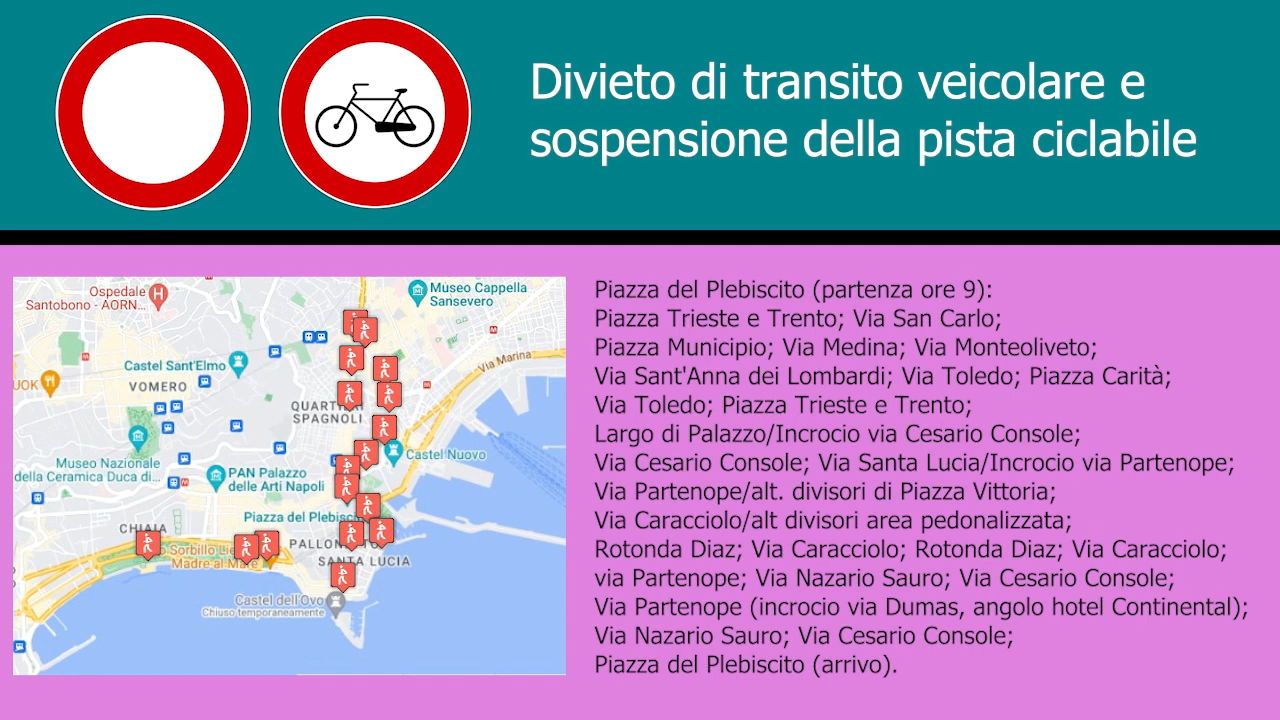 Divieto di transito veicolare e
sospensione della pista ciclabile
Ospedale
Santobono - AORN...
Museo Cappella
Sansevero
Castel Sant'Elmo
VOMERO
UOK
Via Marina
QUARTIERI
SPAGNOLI
Castel Nuovo
Museo Nazionale
della Ceramica Duca di...
PAN Palazzo
delle Arti Napoli
Piazza del Plebisc
CHIAIA
Sorbillo Lie
Madre al Mare
PALLON
SANTA LUCIA
Castel dell'Ovo
Chiuso temporaneamente
Piazza del Plebiscito (partenza ore 9):
Piazza Trieste e Trento; Via San Carlo;
Piazza Municipio; Via Medina; Via Monteoliveto;
Via Sant'Anna dei Lombardi; Via Toledo; Piazza Carità;
Via Toledo; Piazza Trieste e Trento;
Largo di Palazzo/Incrocio via Cesario Console;
Via Cesario Console; Via Santa Lucia/Incrocio via Partenope;
Via Partenope/alt. divisori di Piazza Vittoria;
Via Caracciolo/alt divisori area pedonalizzata;
Rotonda Diaz; Via Caracciolo; Rotonda Diaz; Via Caracciolo;
via Partenope; Via Nazario Sauro; Via Cesario Console;
Via Partenope (incrocio via Dumas, angolo hotel Continental);
Via Nazario Sauro; Via Cesario Console;
Piazza del Plebiscito (arrivo).